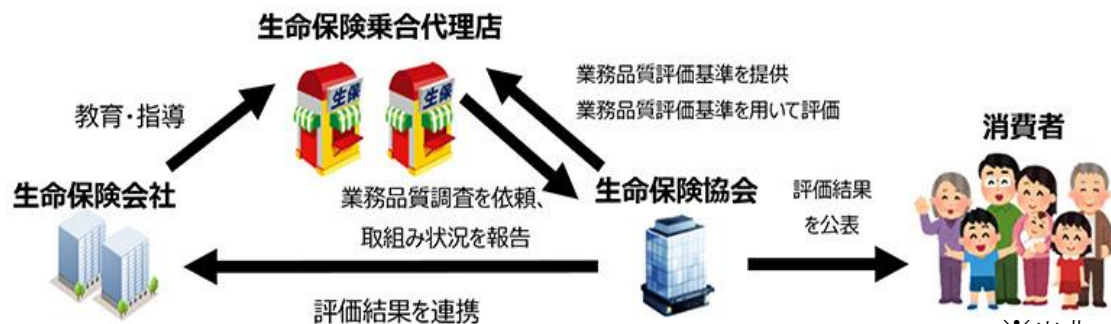 生命保険乗合代理店
生保
生保
業務品質評価基準を提供
業務品質評価基準を用いて評価
教育・指導
消費者
生命保険会社
業務品質調査を依頼、
取組み状況を報告
生命保険協会
評価結果
を公表
評価結果を連携